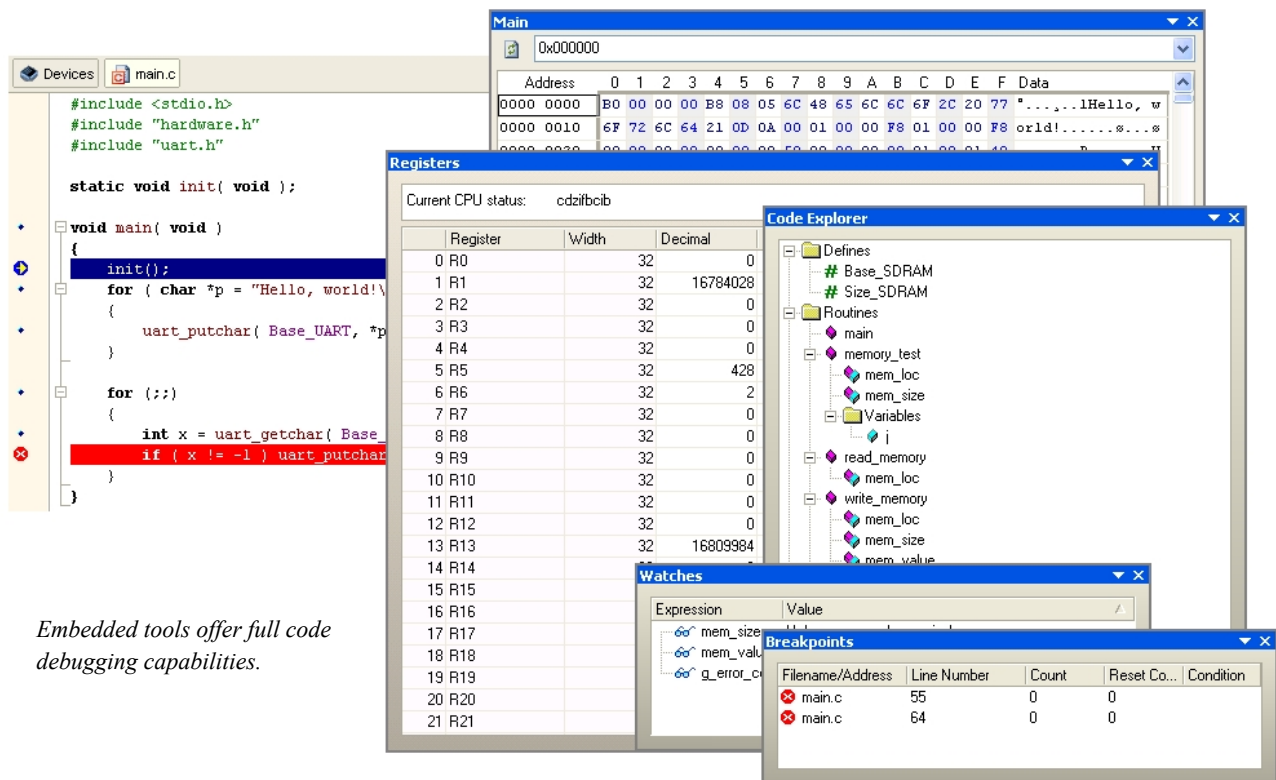 Main
0x000000
Address 0 1 2 3 4 5 6 7 8 9 A B C D E F Data
0000 0000 B0 00 00 00 B8 08 05 6C 48 65 6C 6C 6F 2C 20 77 °...¸..lHello, w
0000 0010 6F 72 6C 64 21 0D 0A 00 01 00 00 F8 01 00 00 F8 orld!......ø...ø
Devices main.c
#include <stdio.h>
#include "hardware.h"
#include "uart.h"
static void init( void );
void main( void )
{
init();
for ( char *p = "Hello, world!\
{
uart_putchar( Base_UART, *p
}
for (;;)
{
int x = uart_getchar( Base_
if ( x != -1 ) uart_putchar
}
}
Registers
Current CPU status: cdzifbcib
Register Width Decimal
0 R0 32 0
1 R1 32 16784028
2 R2 32 0
3 R3 32 0
4 R4 32 0
5 R5 32 428
6 R6 32 2
7 R7 32 0
8 R8 32 0
9 R9 32 0
10 R10 32 0
11 R11 32 0
12 R12 32 0
13 R13 32 16809984
14 R14
15 R15
16 R16
17 R17
18 R18
19 R19
20 R20
21 R21
Code Explorer
Defines
# Base_SDRAM
# Size_SDRAM
Routines
main
memory_test
mem_loc
mem_size
Variables
j
read_memory
mem_loc
write_memory
mem_loc
mem_size
mem_value
Watches
Expression Value
mem_size
mem_valu
g_error_co
Breakpoints
Filename/Address Line Number Count Reset Co... Condition
main.c 55 0 0
main.c 64 0 0
Embedded tools offer full code
debugging capabilities.